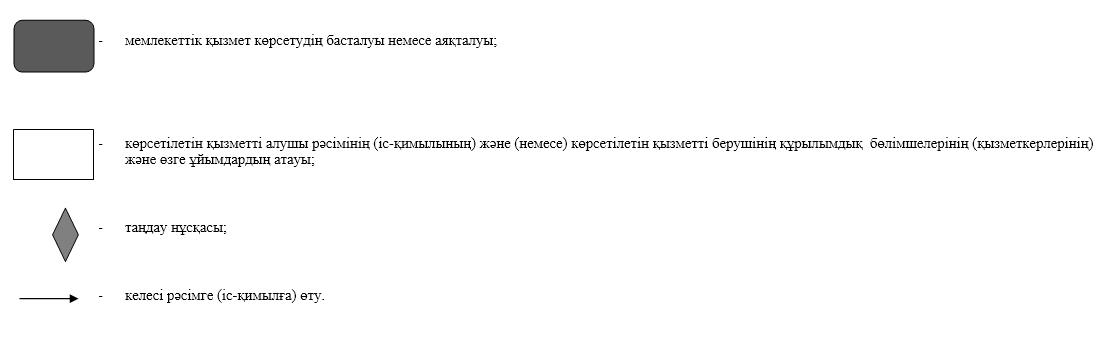 - мемлекеттік қызмет көрсетудің басталуы немесе аяқталуы;
- көрсетілетін қызметті алушы рәсімінің (іс-қимылының) және (немесе) көрсетілетін қызметті берушінің құрылымдық бөлімшелерінің (қызметкерлерінің)
және өзге ұйымдардың атауы;
- таңдау нұсқасы;
- келесі рәсімге (іс-қимылға) өту.